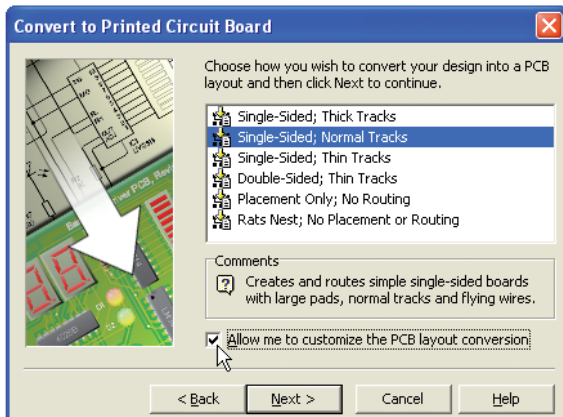 Convert to Printed Circuit Board
Choose how you wish to convert your design into a PCB
layout and then click Next to continue.
Single-Sided; Thick Tracks
Single-Sided; Normal Tracks
Single-Sided; Thin Tracks
Double-Sided; Thin Tracks
Placement Only; No Routing
Rats Nest; No Placement or Routing
Comments
Creates and routes simple single-sided boards
with large pads, normal tracks and flying wires.
Allow me to customize the PCB layout conversion
< Back
Next >
Cancel
Help